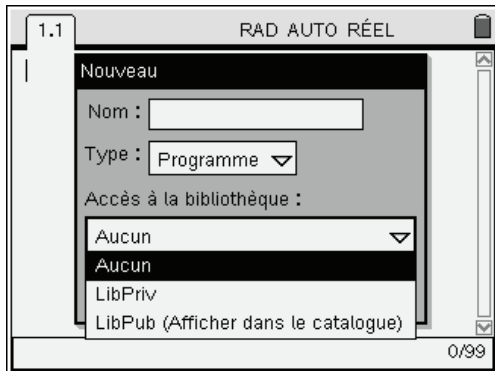 1.1 RAD AUTO RÉEL
Nouveau
Nom :
Type : Programme
Accès à la bibliothèque :
Aucun
Aucun
LibPriv
LibPub (Afficher dans le catalogue)
0/99